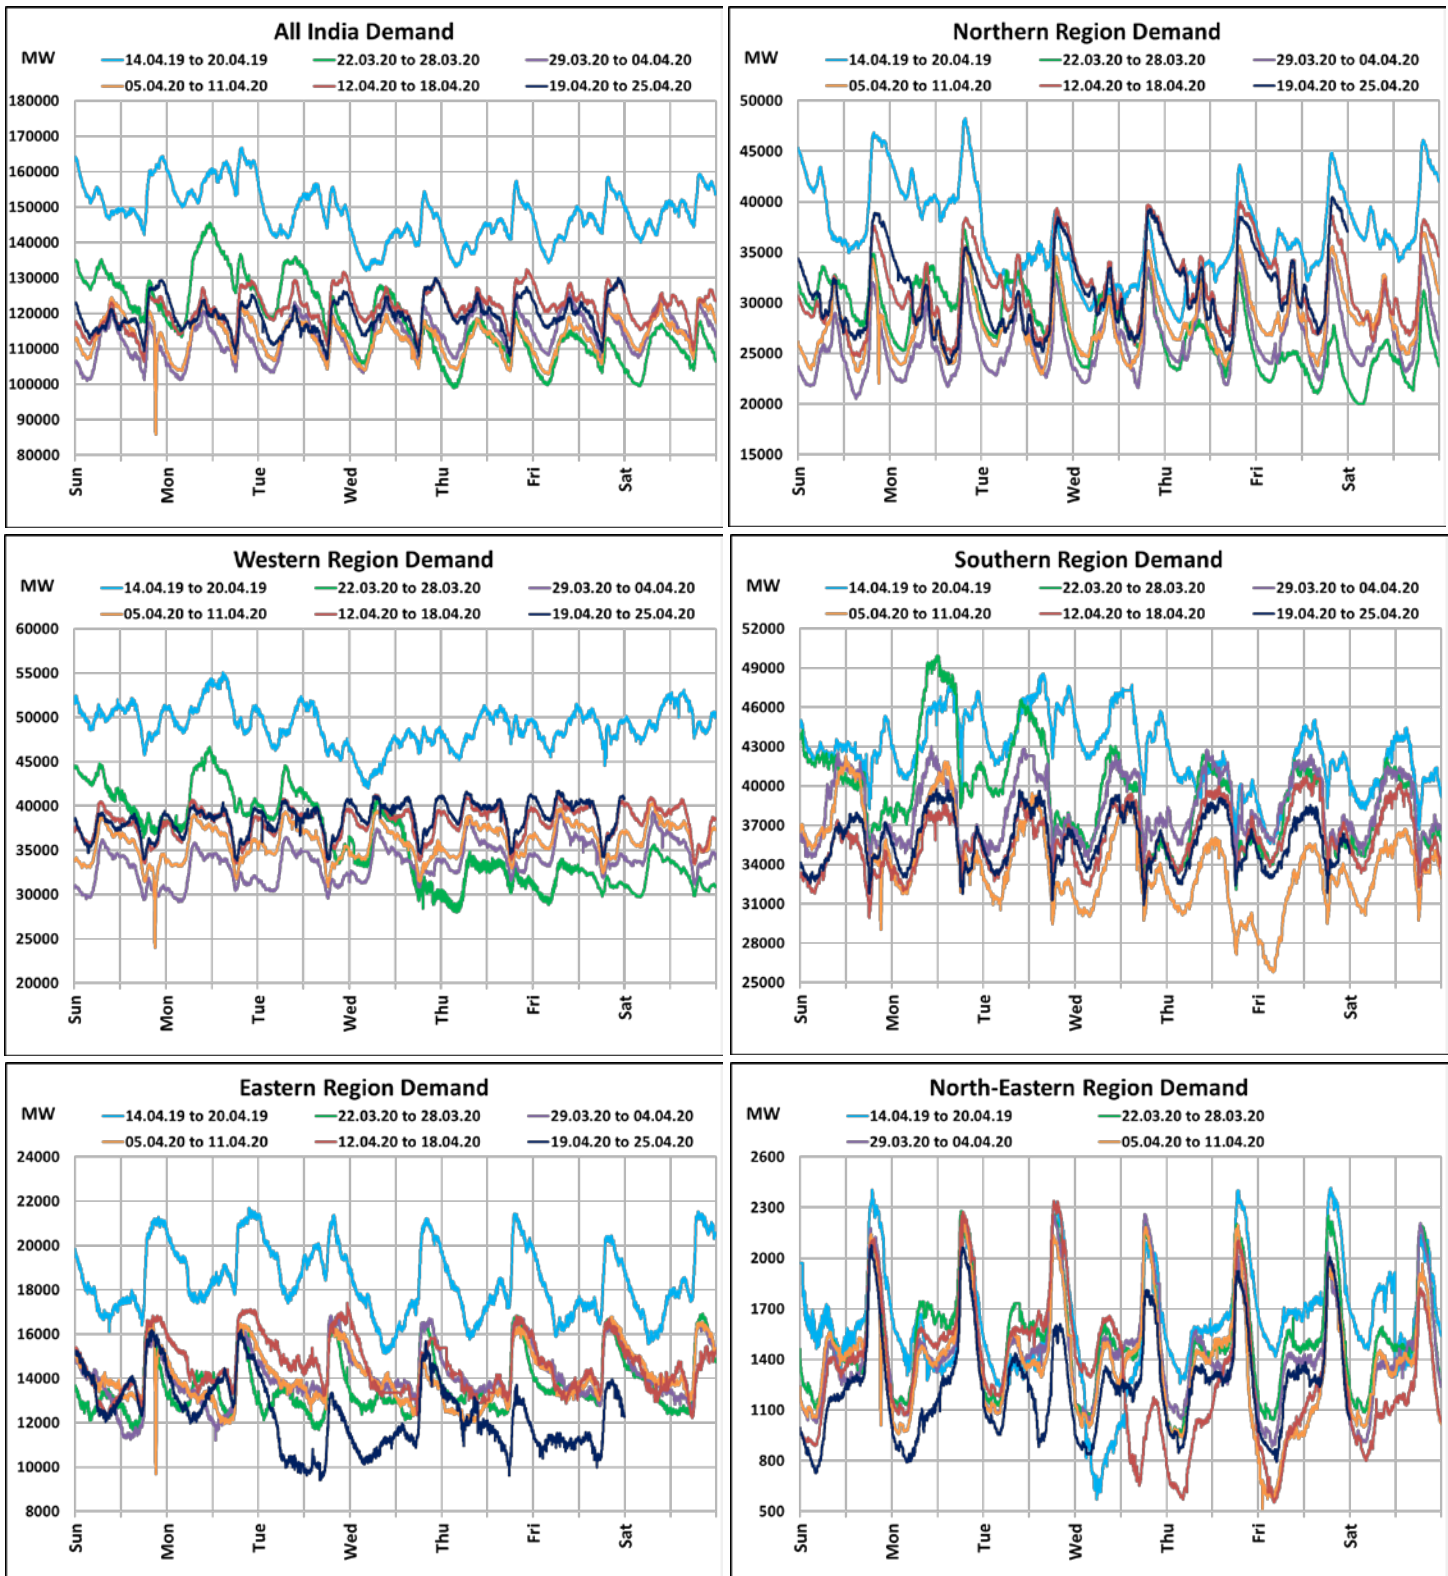 All India Demand
MW
14.04.19 to 20.04.19 22.03.20 to 28.03.20 29.03.20 to 04.04.20
05.04.20 to 11.04.20 12.04.20 to 18.04.20 19.04.20 to 25.04.20
180000
170000
160000
150000
140000
130000
120000
110000
100000
90000
80000
Sun Mon Tue Wed Thu Fri Sat
Northern Region Demand
MW
14.04.19 to 20.04.19 22.03.20 to 28.03.20 29.03.20 to 04.04.20
05.04.20 to 11.04.20 12.04.20 to 18.04.20 19.04.20 to 25.04.20
50000
45000
40000
35000
30000
25000
20000
15000
Sun Mon Tue Wed Thu Fri Sat
Western Region Demand
MW
14.04.19 to 20.04.19 22.03.20 to 28.03.20 29.03.20 to 04.04.20
05.04.20 to 11.04.20 12.04.20 to 18.04.20 19.04.20 to 25.04.20
60000
55000
50000
45000
40000
35000
30000
25000
20000
Sun Mon Tue Wed Thu Fri Sat
Southern Region Demand
MW
14.04.19 to 20.04.19 22.03.20 to 28.03.20 29.03.20 to 04.04.20
05.04.20 to 11.04.20 12.04.20 to 18.04.20 19.04.20 to 25.04.20
52000
49000
46000
43000
40000
37000
34000
31000
28000
25000
Sun Mon Tue Wed Thu Fri Sat
Eastern Region Demand
MW
14.04.19 to 20.04.19 22.03.20 to 28.03.20 29.03.20 to 04.04.20
05.04.20 to 11.04.20 12.04.20 to 18.04.20 19.04.20 to 25.04.20
24000
22000
20000
18000
16000
14000
12000
10000
8000
Sun Mon Tue Wed Thu Fri Sat
North-Eastern Region Demand
MW
14.04.19 to 20.04.19 22.03.20 to 28.03.20
29.03.20 to 04.04.20 05.04.20 to 11.04.20
2600
2300
2000
1700
1400
1100
800
500
Sun Mon Tue Wed Thu Fri Sat